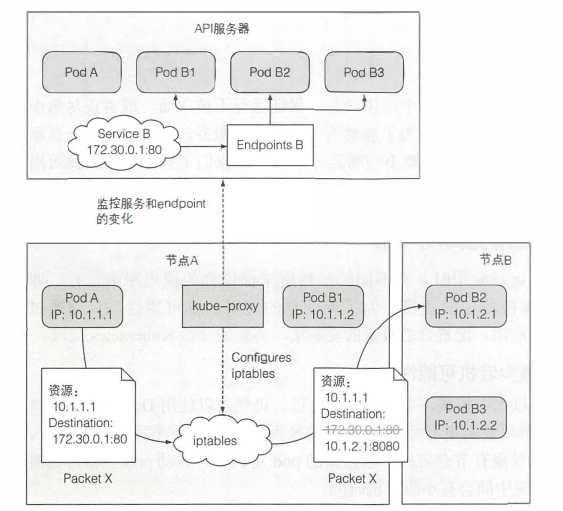 API服务器
Pod A
Pod B1
Pod B2
Pod B3
Service B
172.30.0.1:80
Endpoints B
监控服务和endpoint
的变化
节点A
节点B
Pod A
IP: 10.1.1.1
kube-proxy
Pod B1
IP: 10.1.1.2
Pod B2
IP: 10.1.2.1
Configures
iptables
资源：
10.1.1.1
Destination:
172.30.0.1:80
Packet X
iptables
资源：
10.1.1.1
Destination:
172.30.0.1:80
10.1.2.1:8080
Packet X
Pod B3
IP: 10.1.2.2